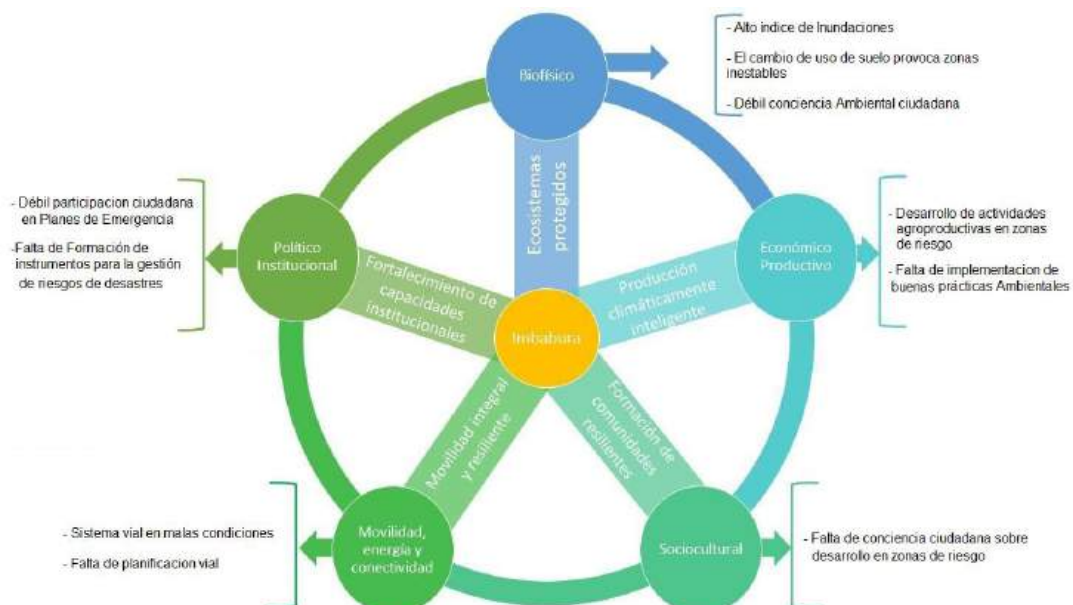 Biofísico
- Alto índice de Inundaciones
- El cambio de uso de suelo provoca zonas
inestables
- Débil conciencia Ambiental ciudadana
Ecosistemas
protegidos
- Débil participacion ciudadana
en Planes de Emergencia
-Falta de Formación de
instrumentos para la gestión
de riesgos de desastres
Político
Institucional
Fortalecimiento de
capacidades
institucionales
Producción
climáticamente
inteligente
Económico
Productivo
- Desarrollo de actividades
agroproductivas en zonas
de riesgo
- Falta de implementacion de
buenas prácticas Ambientales
Imbabura
Movilidad integral
y resiliente
Formación de
comunidades
resilientes
- Sistema vial en malas condiciones
- Falta de planificacion vial
Movilidad,
energía y
conectividad
Sociocultural
- Falta de conciencia ciudadana sobre
desarrollo en zonas de riesgo